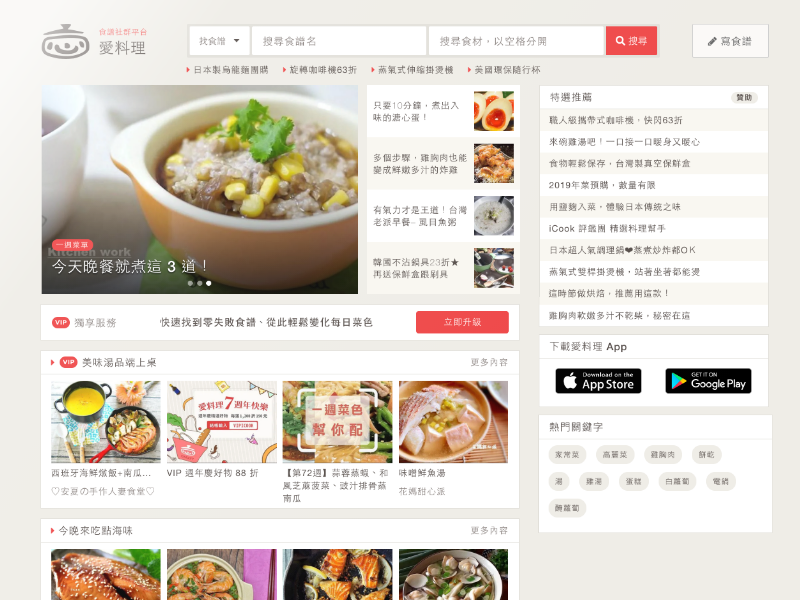 食譜社群平台
愛料理
找食譜
搜尋食譜名
搜尋食材，以空格分開
搜尋
寫食譜
日本製烏龍麵團購
旋轉咖啡機63折
蒸氣式伸縮掛燙機
美國環保隨行杯
一週菜單
Kitchen work
今天晚餐就煮這 3 道！
只要10分鐘，煮出入
味的溏心蛋！
多個步驟，雞胸肉也能
變成鮮嫩多汁的炸雞
有氣力才是王道！台灣
老派早餐– 風目魚粥
韓國不沾鍋具23折★
再送保鮮盒跟刷具
特選推薦
贊助
職人級攜帶式咖啡機，快閃63折
來碗雞湯吧！一口接一口暖身又暖心
食物輕鬆保存，台灣製真空保鮮盒
2019年菜預購，數量有限
用鹽麴入菜，體驗日本傳統之味
iCook 評鑑團 精選料理幫手
日本超人氣調理鍋❤蒸煮炒炸都OK
蒸氣式雙桿掛燙機，站著坐著都能燙
這時節做烘焙，推薦用這款！
雞胸肉軟嫩多汁不乾柴，秘密在這
VIP 獨享服務
快速找到零失敗食譜、從此輕鬆變化每日菜色
立即升級
VIP 美味湯品端上桌
更多內容
愛料理7週年快樂
VIP1888
一週菜色
幫你配
西班牙海鮮燉飯+南瓜...
♡安夏の手作人妻食堂♡
VIP 週年慶好物 88 折
【第72週】蒜蓉蒸蝦、和
風芝麻菠菜、豉汁排骨蒸
南瓜
味噌鮮魚湯
花媽甜心派
下載愛料理 App
Download on the
App Store
GET IT ON
Google Play
熱門關鍵字
家常菜
高麗菜
雞胸肉
餅乾
湯
雞湯
蛋糕
白蘿蔔
電鍋
醃蘿蔔
今晚來吃點海味
更多內容